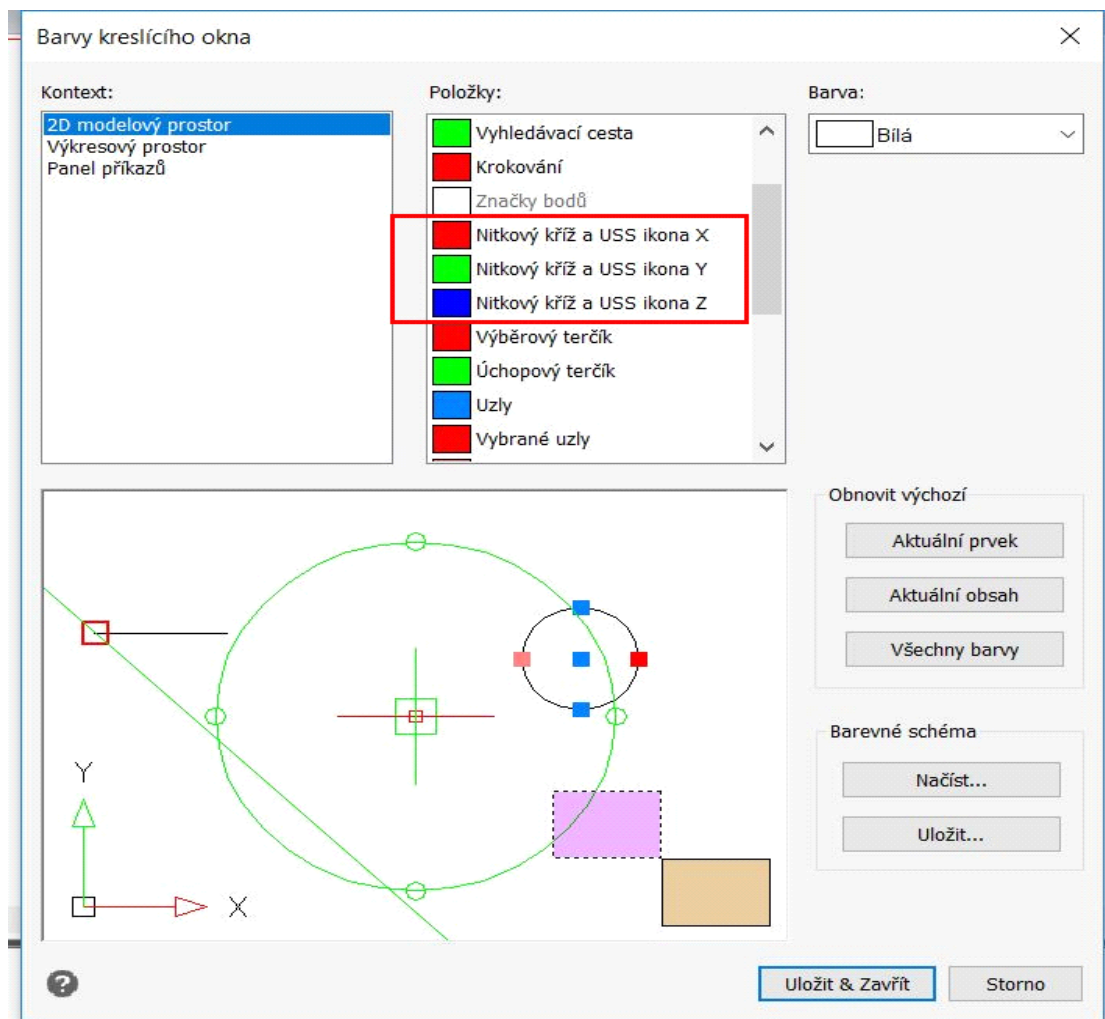 Barvy kreslícího okna
Kontext:
2D modelový prostor
Výkresový prostor
Panel příkazů
Položky:
Vyhledávací cesta
Krokování
Značky bodů
Nitkový kříž a USS ikona X
Nitkový kříž a USS ikona Y
Nitkový kříž a USS ikona Z
Výběrový terčík
Úchopový terčík
Uzly
Vybrané uzly
Barva:
Bílá
Y
X
Obnovit výchozí
Aktuální prvek
Aktuální obsah
Všechny barvy
Barevné schéma
Načíst...
Uložit...
?
Uložit & Zavřít
Storno